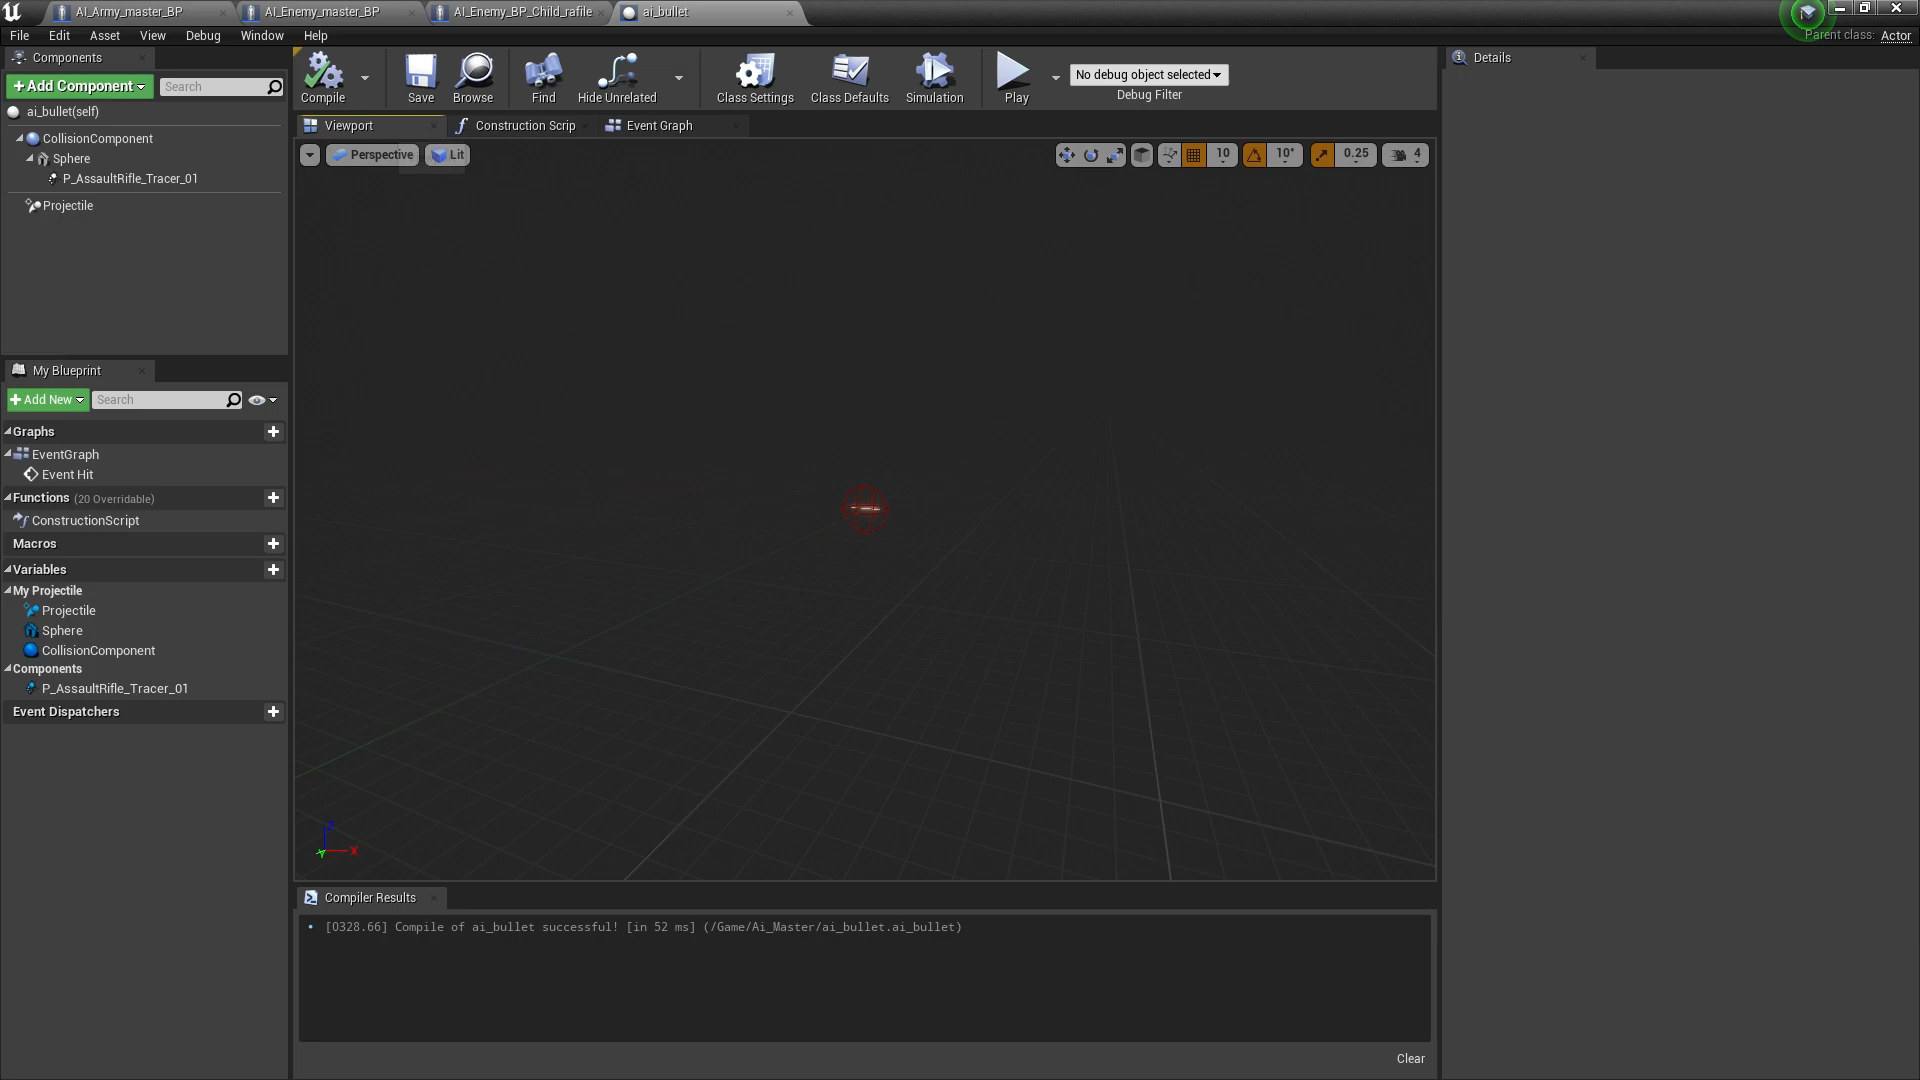 AI_Army_master_BP
AI_Enemy_master_BP
AI_Enemy_BP_Child_rafile
ai_bullet
File Edit Asset View Debug Window Help
Parent class: Actor
Components
+Add Component
Search
ai_bullet(self)
CollisionComponent
Sphere
P_AssaultRifle_Tracer_01
Projectile
My Blueprint
+Add New
Search
Graphs
EventGraph
Event Hit
Functions (20 Overridable)
ConstructionScript
Macros
Variables
My Projectile
Projectile
Sphere
CollisionComponent
Components
P_AssaultRifle_Tracer_01
Event Dispatchers
Compile
Save
Browse
Find
Hide Unrelated
Class Settings
Class Defaults
Simulation
Play
No debug object selected
Debug Filter
Viewport
Construction Scrip
Event Graph
Perspective
Lit
10
10°
0.25
4
Z
Y
X
Compiler Results
• [0328.66] Compile of ai_bullet successful! [in 52 ms] (/Game/Ai_Master/ai_bullet.ai_bullet)
Clear
Details